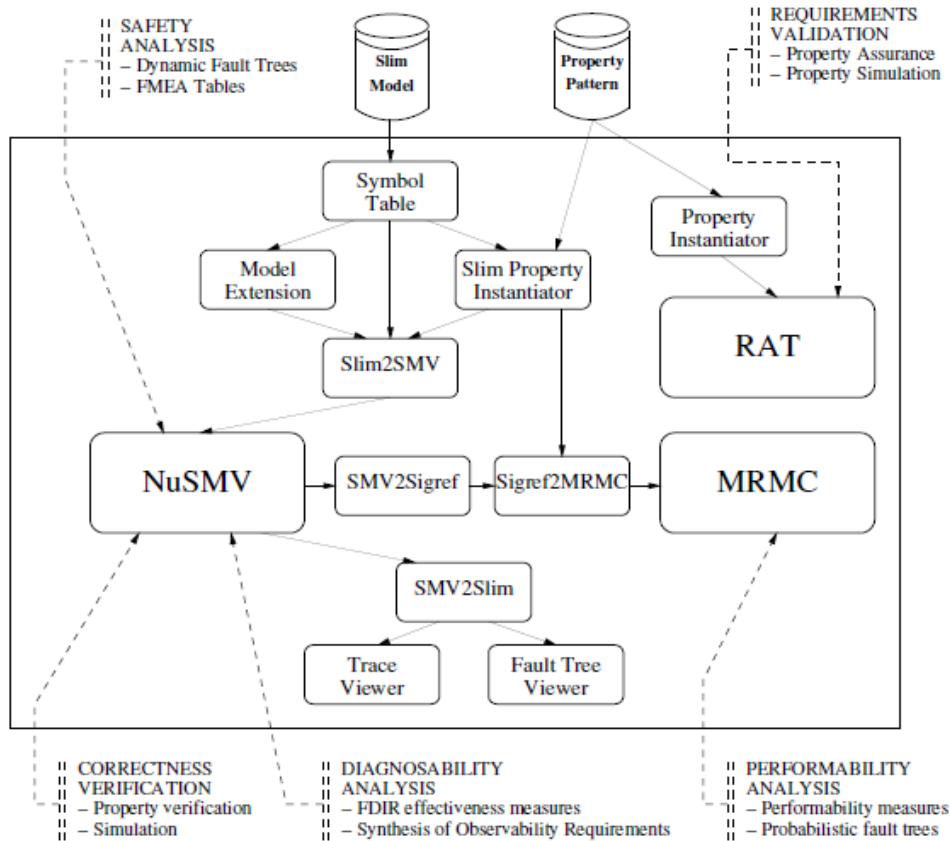 SAFETY
ANALYSIS
– Dynamic Fault Trees
– FMEA Tables
Slim
Model
Property
Pattern
REQUIREMENTS
VALIDATION
– Property Assurance
– Property Simulation
Symbol
Table
Property
Instantiator
Model
Extension
Slim Property
Instantiator
RAT
Slim2SMV
NuSMV
SMV2Sigref
Sigref2MRMC
MRMC
SMV2Slim
Trace
Viewer
Fault Tree
Viewer
CORRECTNESS
VERIFICATION
– Property verification
– Simulation
DIAGNOSABILITY
ANALYSIS
– FDIR effectiveness measures
– Synthesis of Observability Requirements
PERFORMABILITY
ANALYSIS
– Performability measures
– Probabilistic fault trees